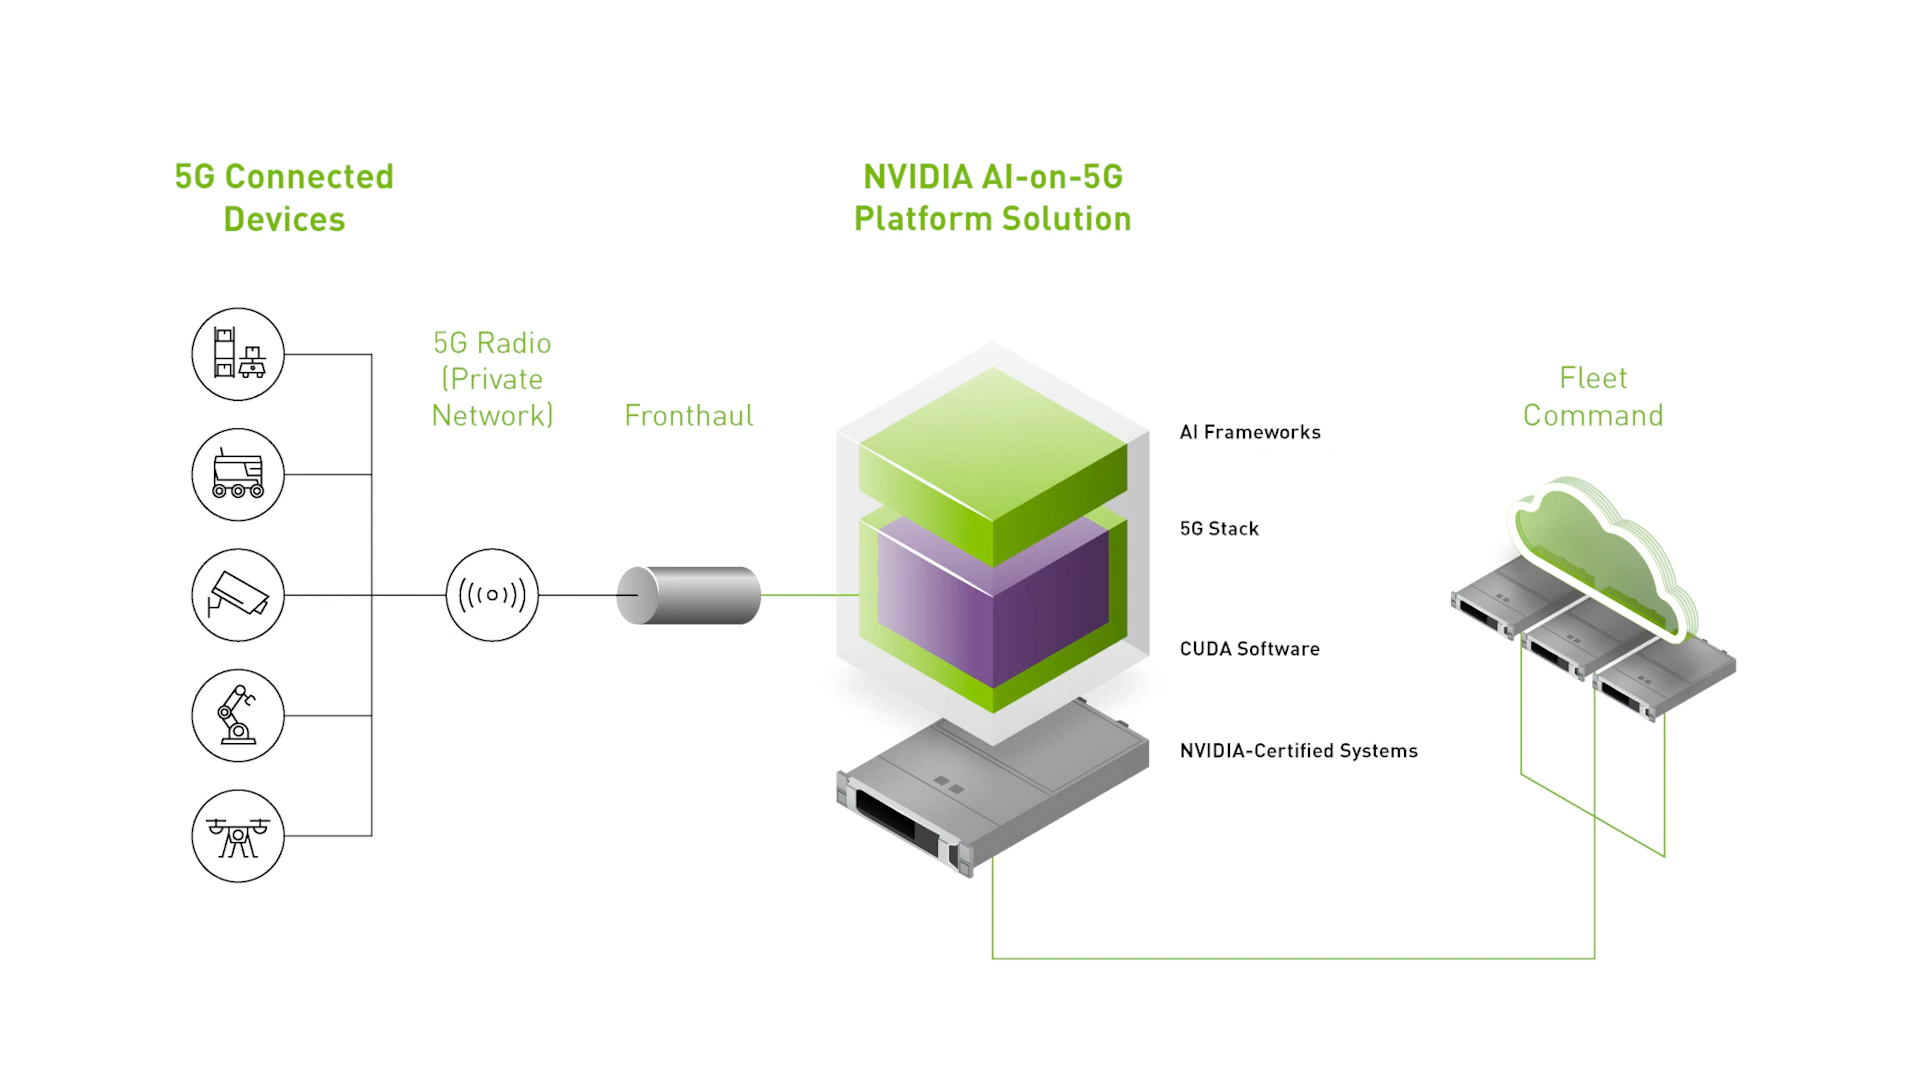 5G Connected
Devices
NVIDIA AI-on-5G
Platform Solution
5G Radio
(Private
Network)
Fronthaul
AI Frameworks
5G Stack
CUDA Software
NVIDIA-Certified Systems
Fleet
Command